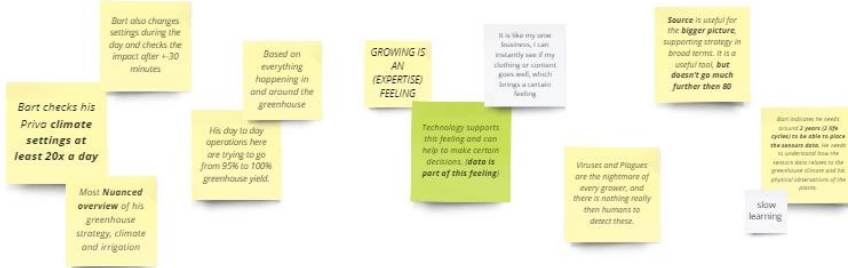 Bart also changes
settings during the
day and checks the
impact after +-30
minutes
Bart checks his
Priva climate
settings at
least 20x a day
Most Nuanced
overview of his
greenhouse
strategy, climate
and irrigation
Based on
everything
happening in
and around the
greenhouse
His day to day
operations here
are trying to go
from 95% to 100%
greenhouse yield.
GROWING IS
AN
(EXPERTISE)
FEELING
It is like my onw
business, I can
instantly see if my
clothing or content
goes well, which
brings a certain
feeling
Technology supports
this feeling and can
help to make certain
decisions. (data is
part of this feeling)
Source is useful for
the bigger picture,
supporting strategy in
broad terms. It is a
useful tool, but
doesn't go much
further then 80
Viruses and Plagues
are the nightmare of
every grower, and
there is nothing really
then humans to
detect these.
Bart indicates he needs
around 2 years (2 life
cycles) to be able to place
the sensors data. He needs
to understand how the
sensors data relates to the
greenhouse climate and his
physical observations of the
plants.
slow
learning